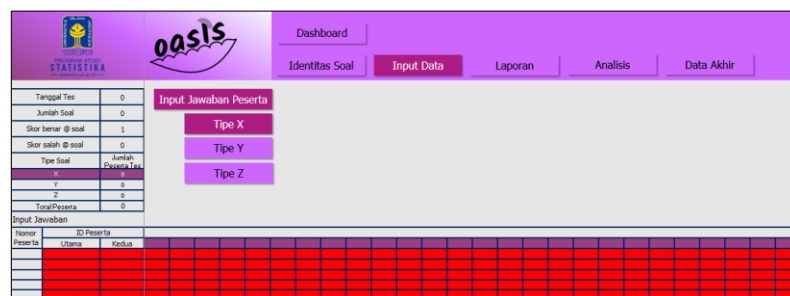 PROGRAM STUDI
STATISTIKA
oasis
Dashboard
Identitas Soal
Input Data
Laporan
Analisis
Data Akhir
Tanggal Tes 0
Jumlah Soal 0
Skor benar @ soal 1
Skor salah @ soal 0
Tipe Soal Jumlah Peserta Tes
X 0
Y 0
Z 0
Total Peserta 0
Input Jawaban Peserta
Tipe X
Tipe Y
Tipe Z
Input Jawaban
Nomor Peserta ID Peserta
Utama Kedua